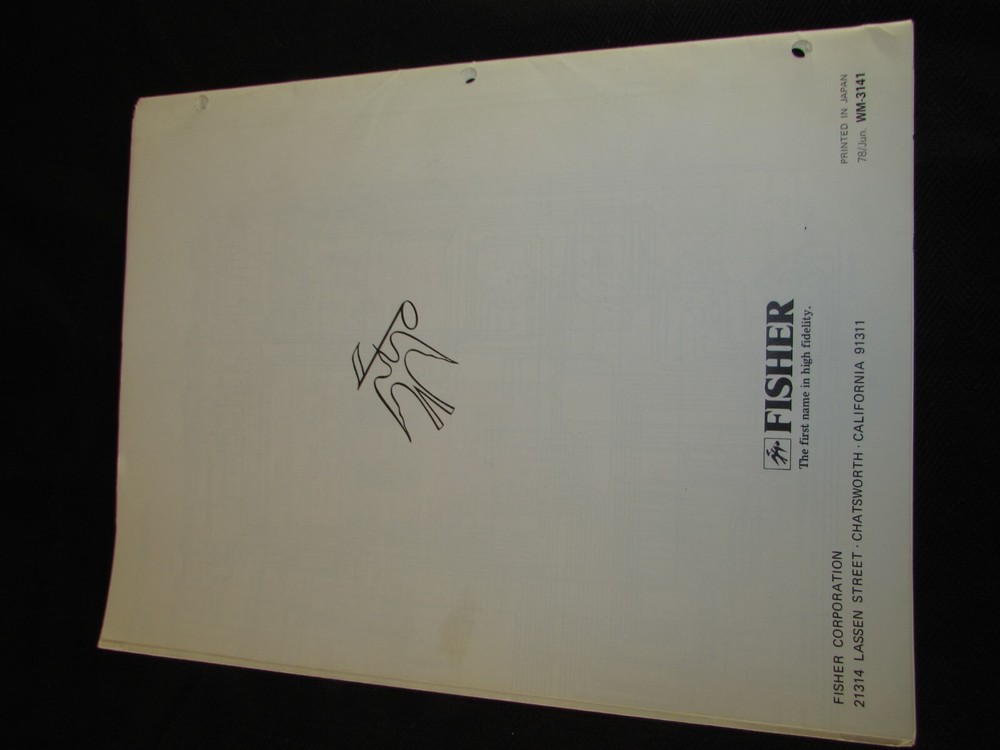 FISHER
The first name in high fidelity.
FISHER CORPORATION
21314 LASSEN STREET · CHATSWORTH · CALIFORNIA 91311
PRINTED IN JAPAN
78/Jun. WM-3141